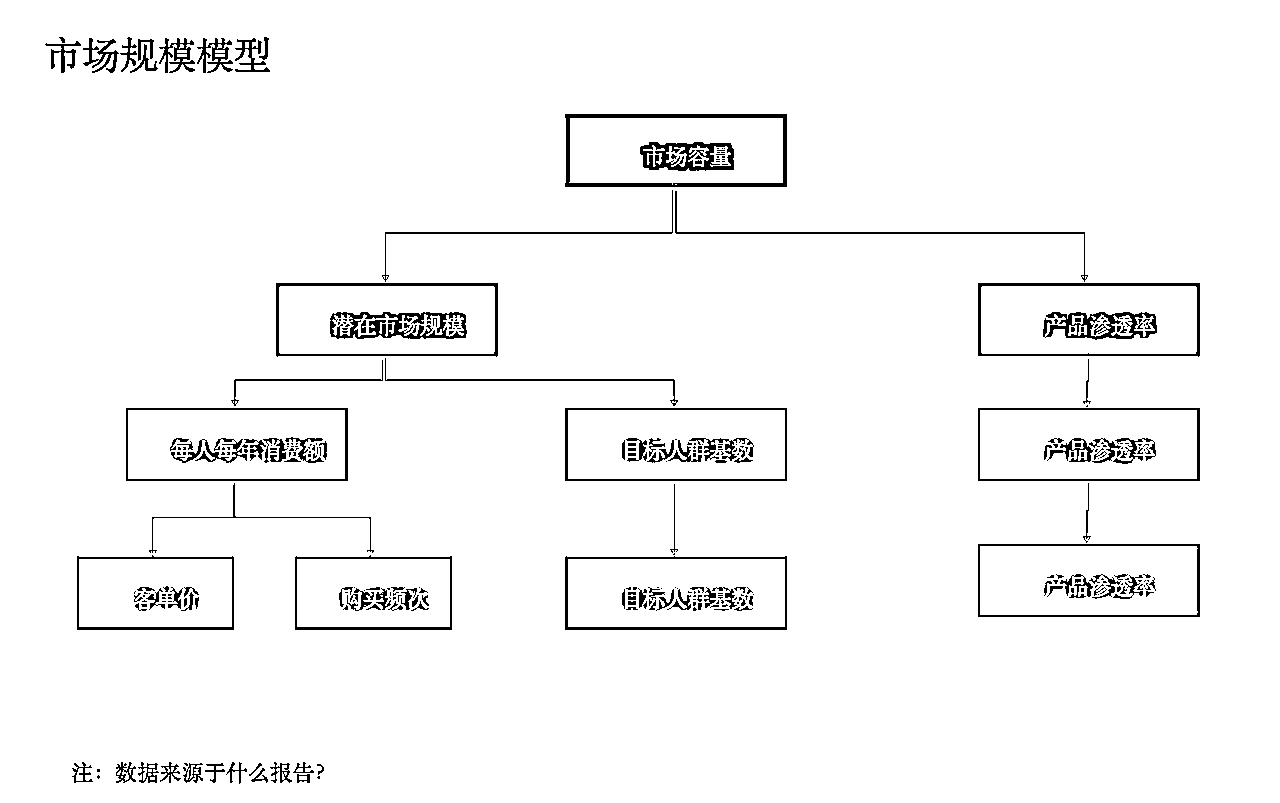 市场规模模型
市场容量
潜在市场规模
产品渗透率
每人每年消费额
目标人群基数
产品渗透率
客单价
购买频次
目标人群基数
产品渗透率
注：数据来源于什么报告?